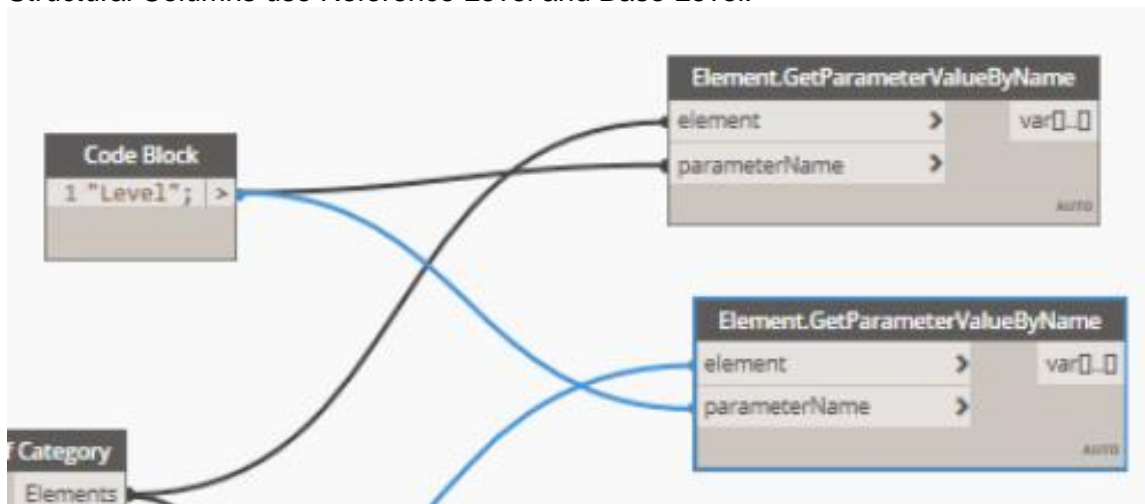 Structural Columns use Reference Level and Base Level.
Element.GetParameterValueByName
element > var[]..[]
parameterName >
AUTO
Code Block
1 "Level"; >
Element.GetParameterValueByName
element > var[]..[]
parameterName >
AUTO
f Category
Elements